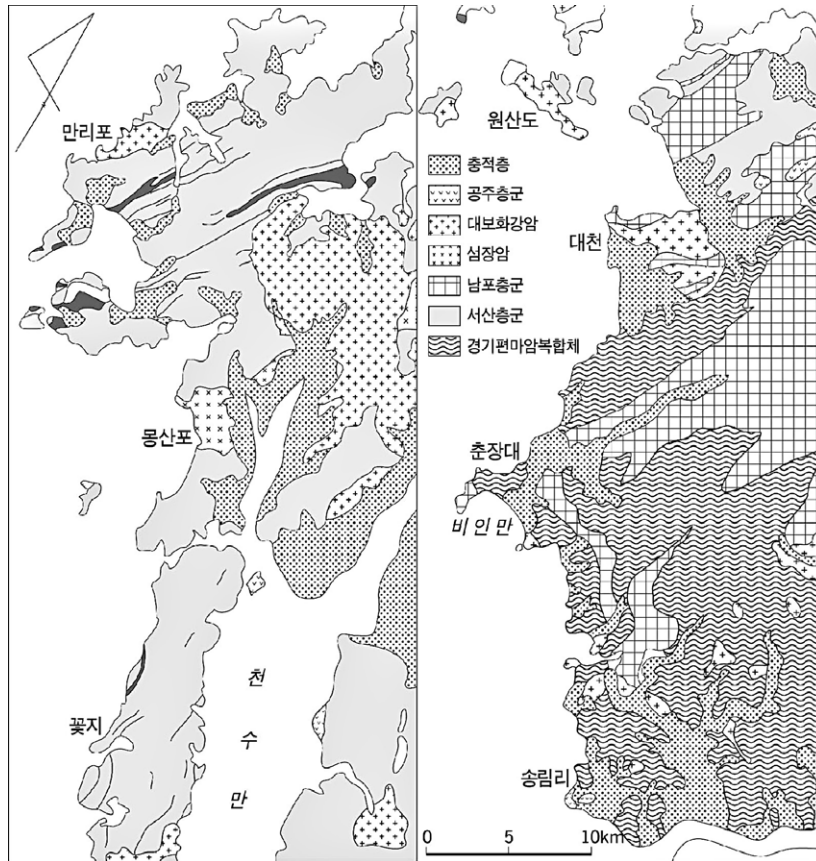 만리포
몽산포
꽃지
천
수
만
원산도
충적층
공주층군
대보화강암
섬장암
남포층군
서산층군
경기편마암복합체
대천
춘장대
비인만
송림리
0 5 10km